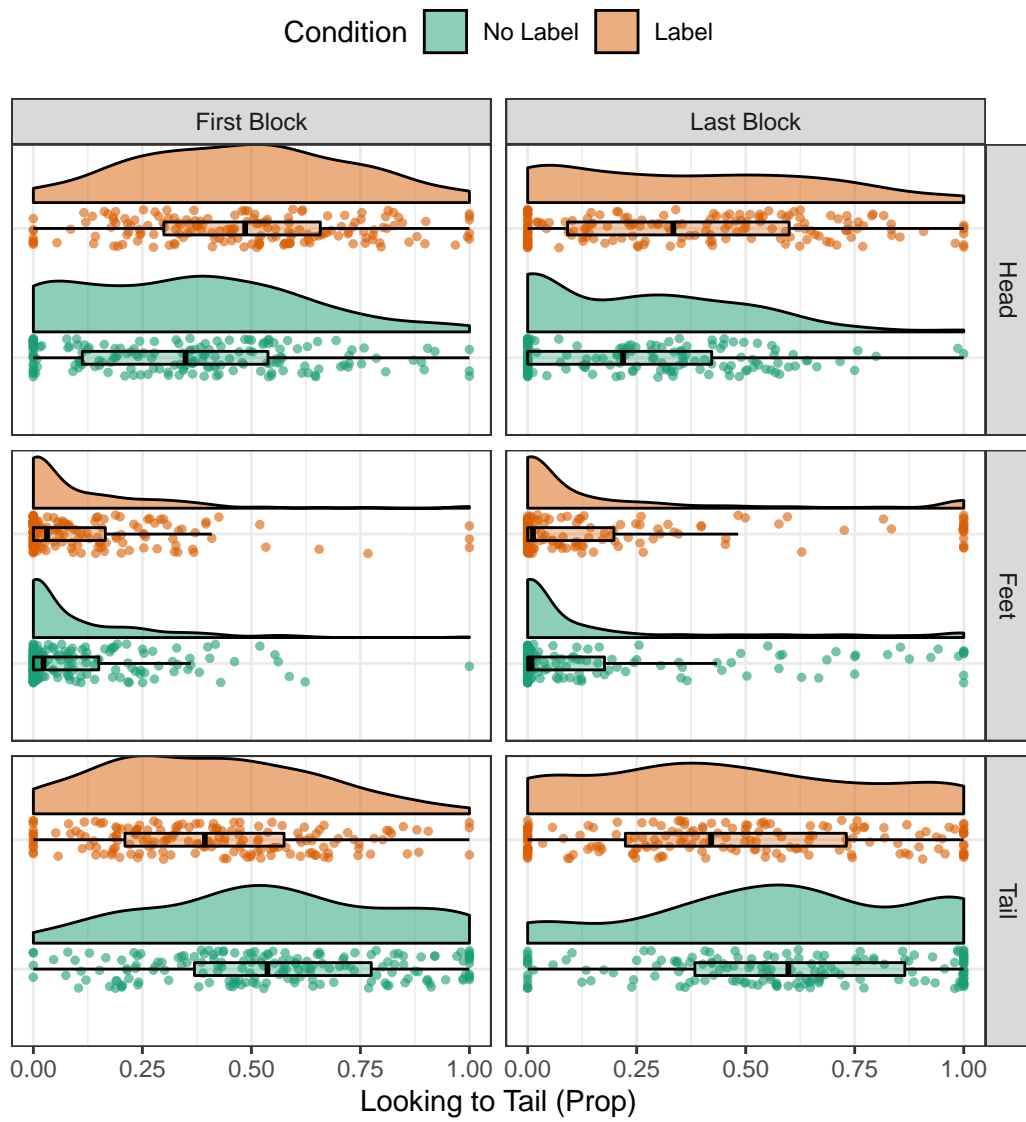 Condition No Label Label
First Block Last Block
Head
Feet
Tail
0.00 0.25 0.50 0.75 1.00 0.00 0.25 0.50 0.75 1.00
Looking to Tail (Prop)